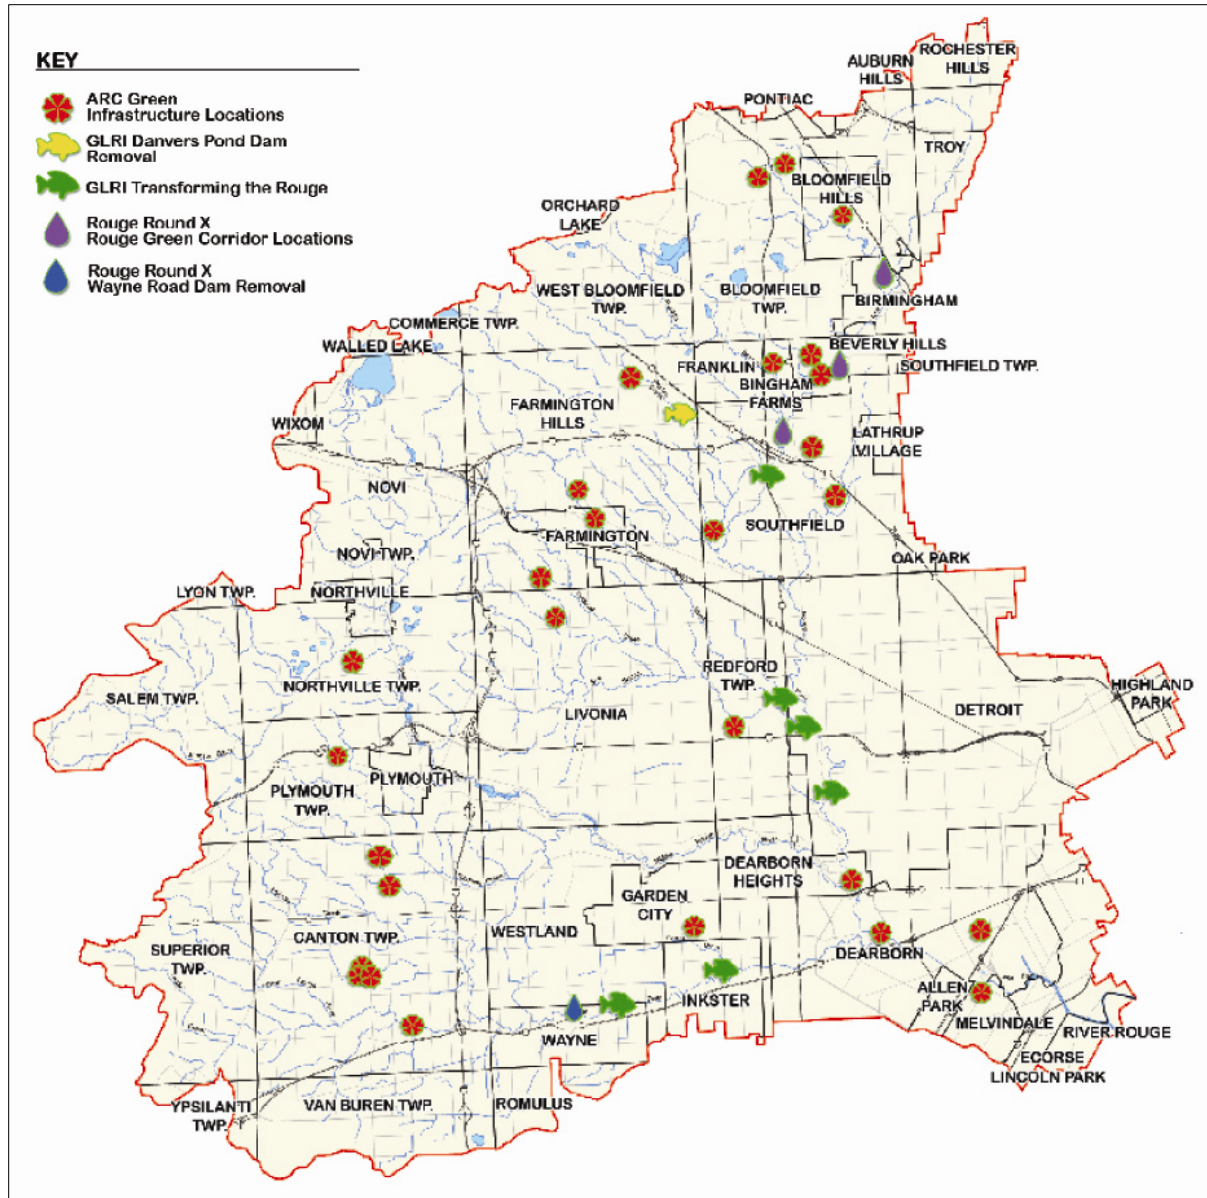 KEY
ARC Green
Infrastructure Locations
GLRI Danvers Pond Dam
Removal
GLRI Transforming the Rouge
Rouge Round X
Rouge Green Corridor Locations
Rouge Round X
Wayne Road Dam Removal
ROCHESTER
HILLS
AUBURN
HILLS
PONTIAC
TROY
BLOOMFIELD
HILLS
ORCHARD
LAKE
WEST BLOOMFIELD
TWP.
BLOOMFIELD
TWP.
BIRMINGHAM
COMMERCE TWP.
WALLED LAKE
BEVERLY HILLS
FRANKLIN
SOUTHFIELD TWP.
BINGHAM
FARMS
FARMINGTON
HILLS
WIXOM
LATHRUP
VILLAGE
NOVI
SOUTHFIELD
FARMINGTON
NOVI TWP.
OAK PARK
LYON TWP.
NORTHVILLE
REDFORD
TWP.
NORTHVILLE TWP.
SALEM TWP.
HIGHLAND
PARK
LIVONIA
DETROIT
PLYMOUTH
PLYMOUTH
TWP.
DEARBORN
HEIGHTS
GARDEN
CITY
WESTLAND
CANTON TWP.
SUPERIOR
TWP.
DEARBORN
ALLEN
PARK
INKSTER
MELVINDALE
RIVER ROUGE
WAYNE
ECORSE
LINCOLN PARK
YPSILANTI
TWP.
VAN BUREN TWP.
ROMULUS